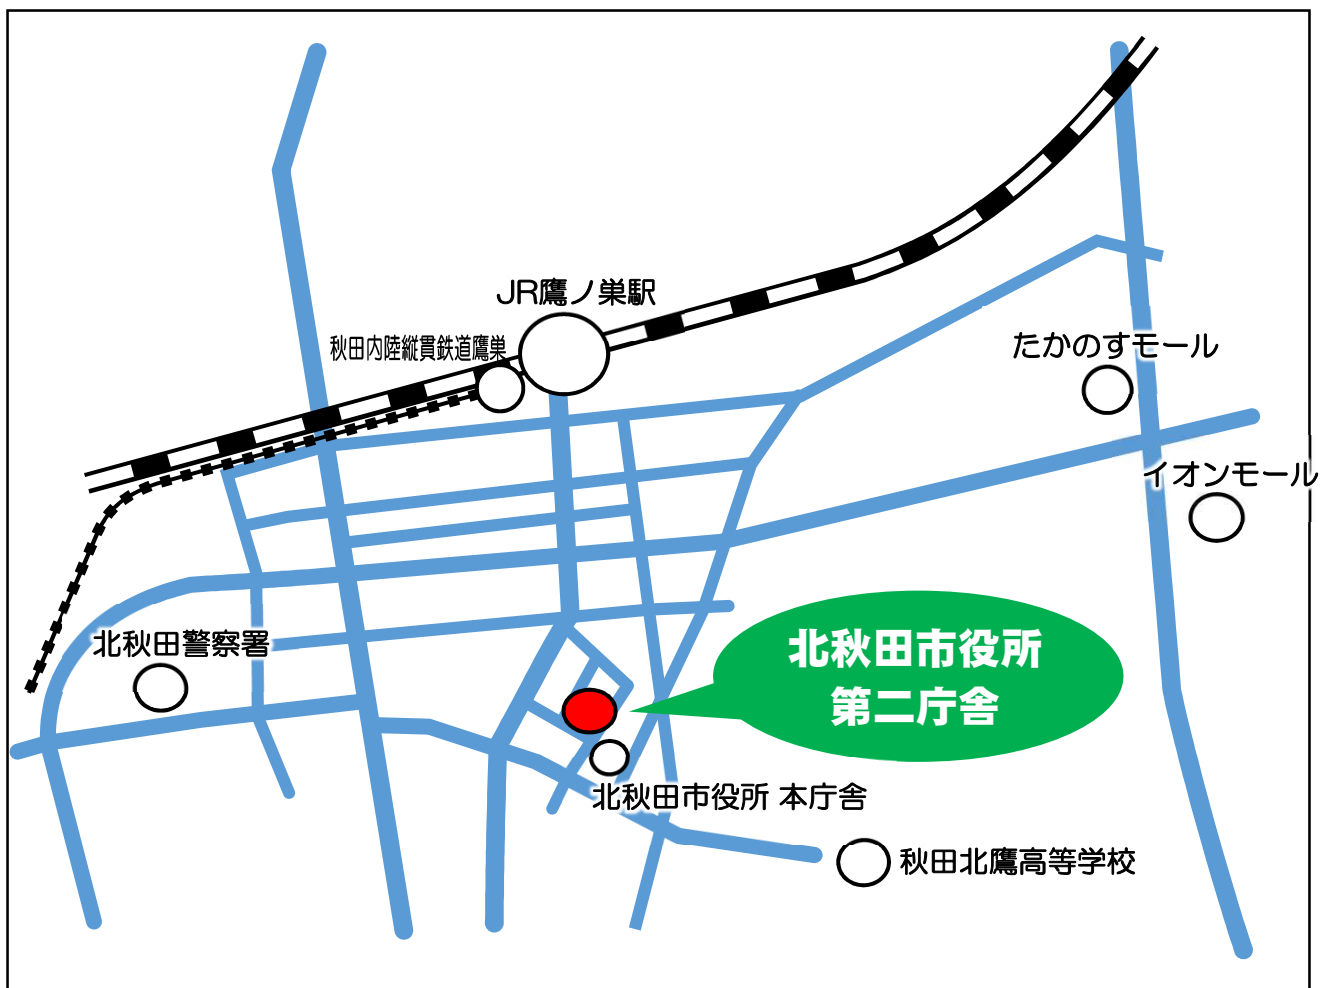 JR鷹ノ巣駅
秋田内陸縦貫鉄道鷹巣
たかのすモール
イオンモール
北秋田警察署
北秋田市役所
第二庁舎
北秋田市役所 本庁舎
秋田北鷹高等学校